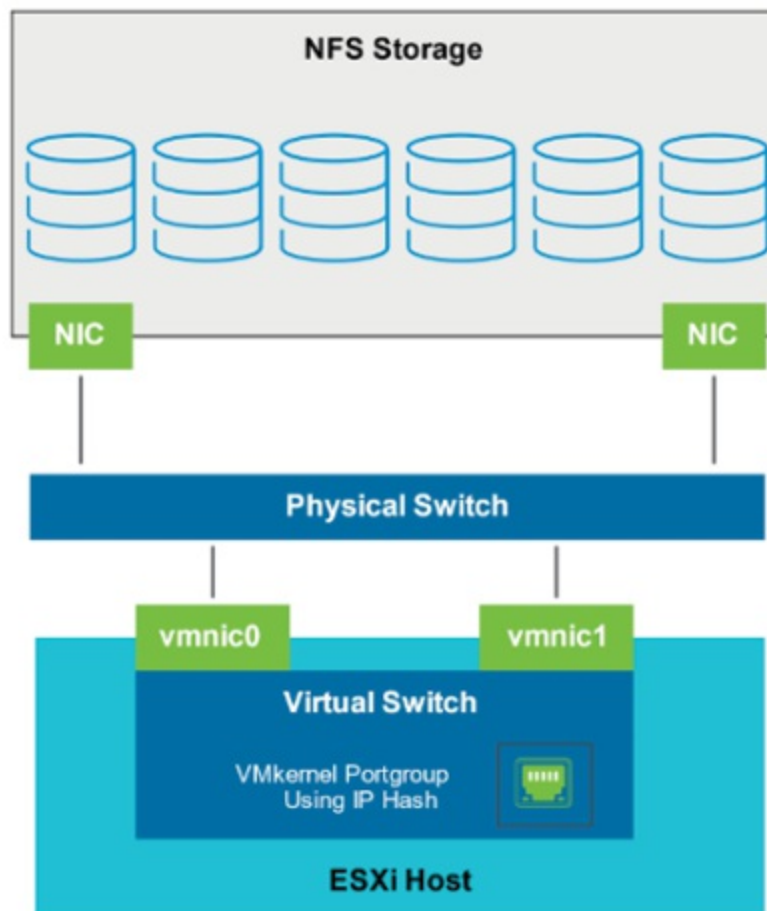 NFS Storage
NIC
NIC
Physical Switch
vmnic0
vmnic1
Virtual Switch
VMkernel Portgroup
Using IP Hash
ESXi Host